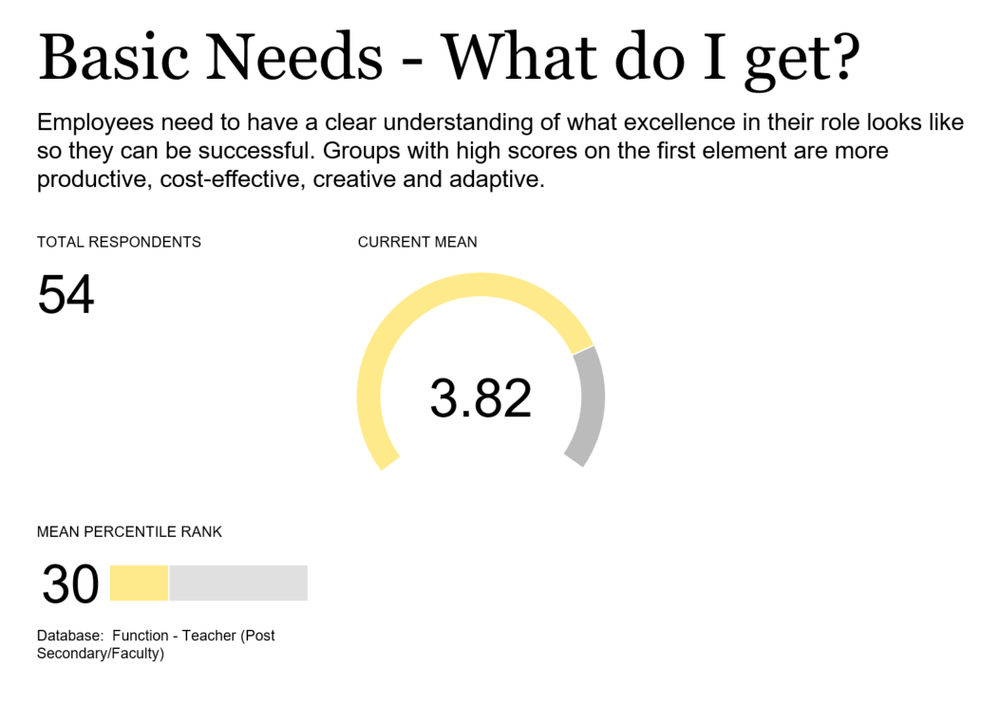 Basic Needs - What do I get?
Employees need to have a clear understanding of what excellence in their role looks like
so they can be successful. Groups with high scores on the first element are more
productive, cost-effective, creative and adaptive.
TOTAL RESPONDENTS
54
CURRENT MEAN
3.82
MEAN PERCENTILE RANK
30
Database:  Function - Teacher (Post
Secondary/Faculty)